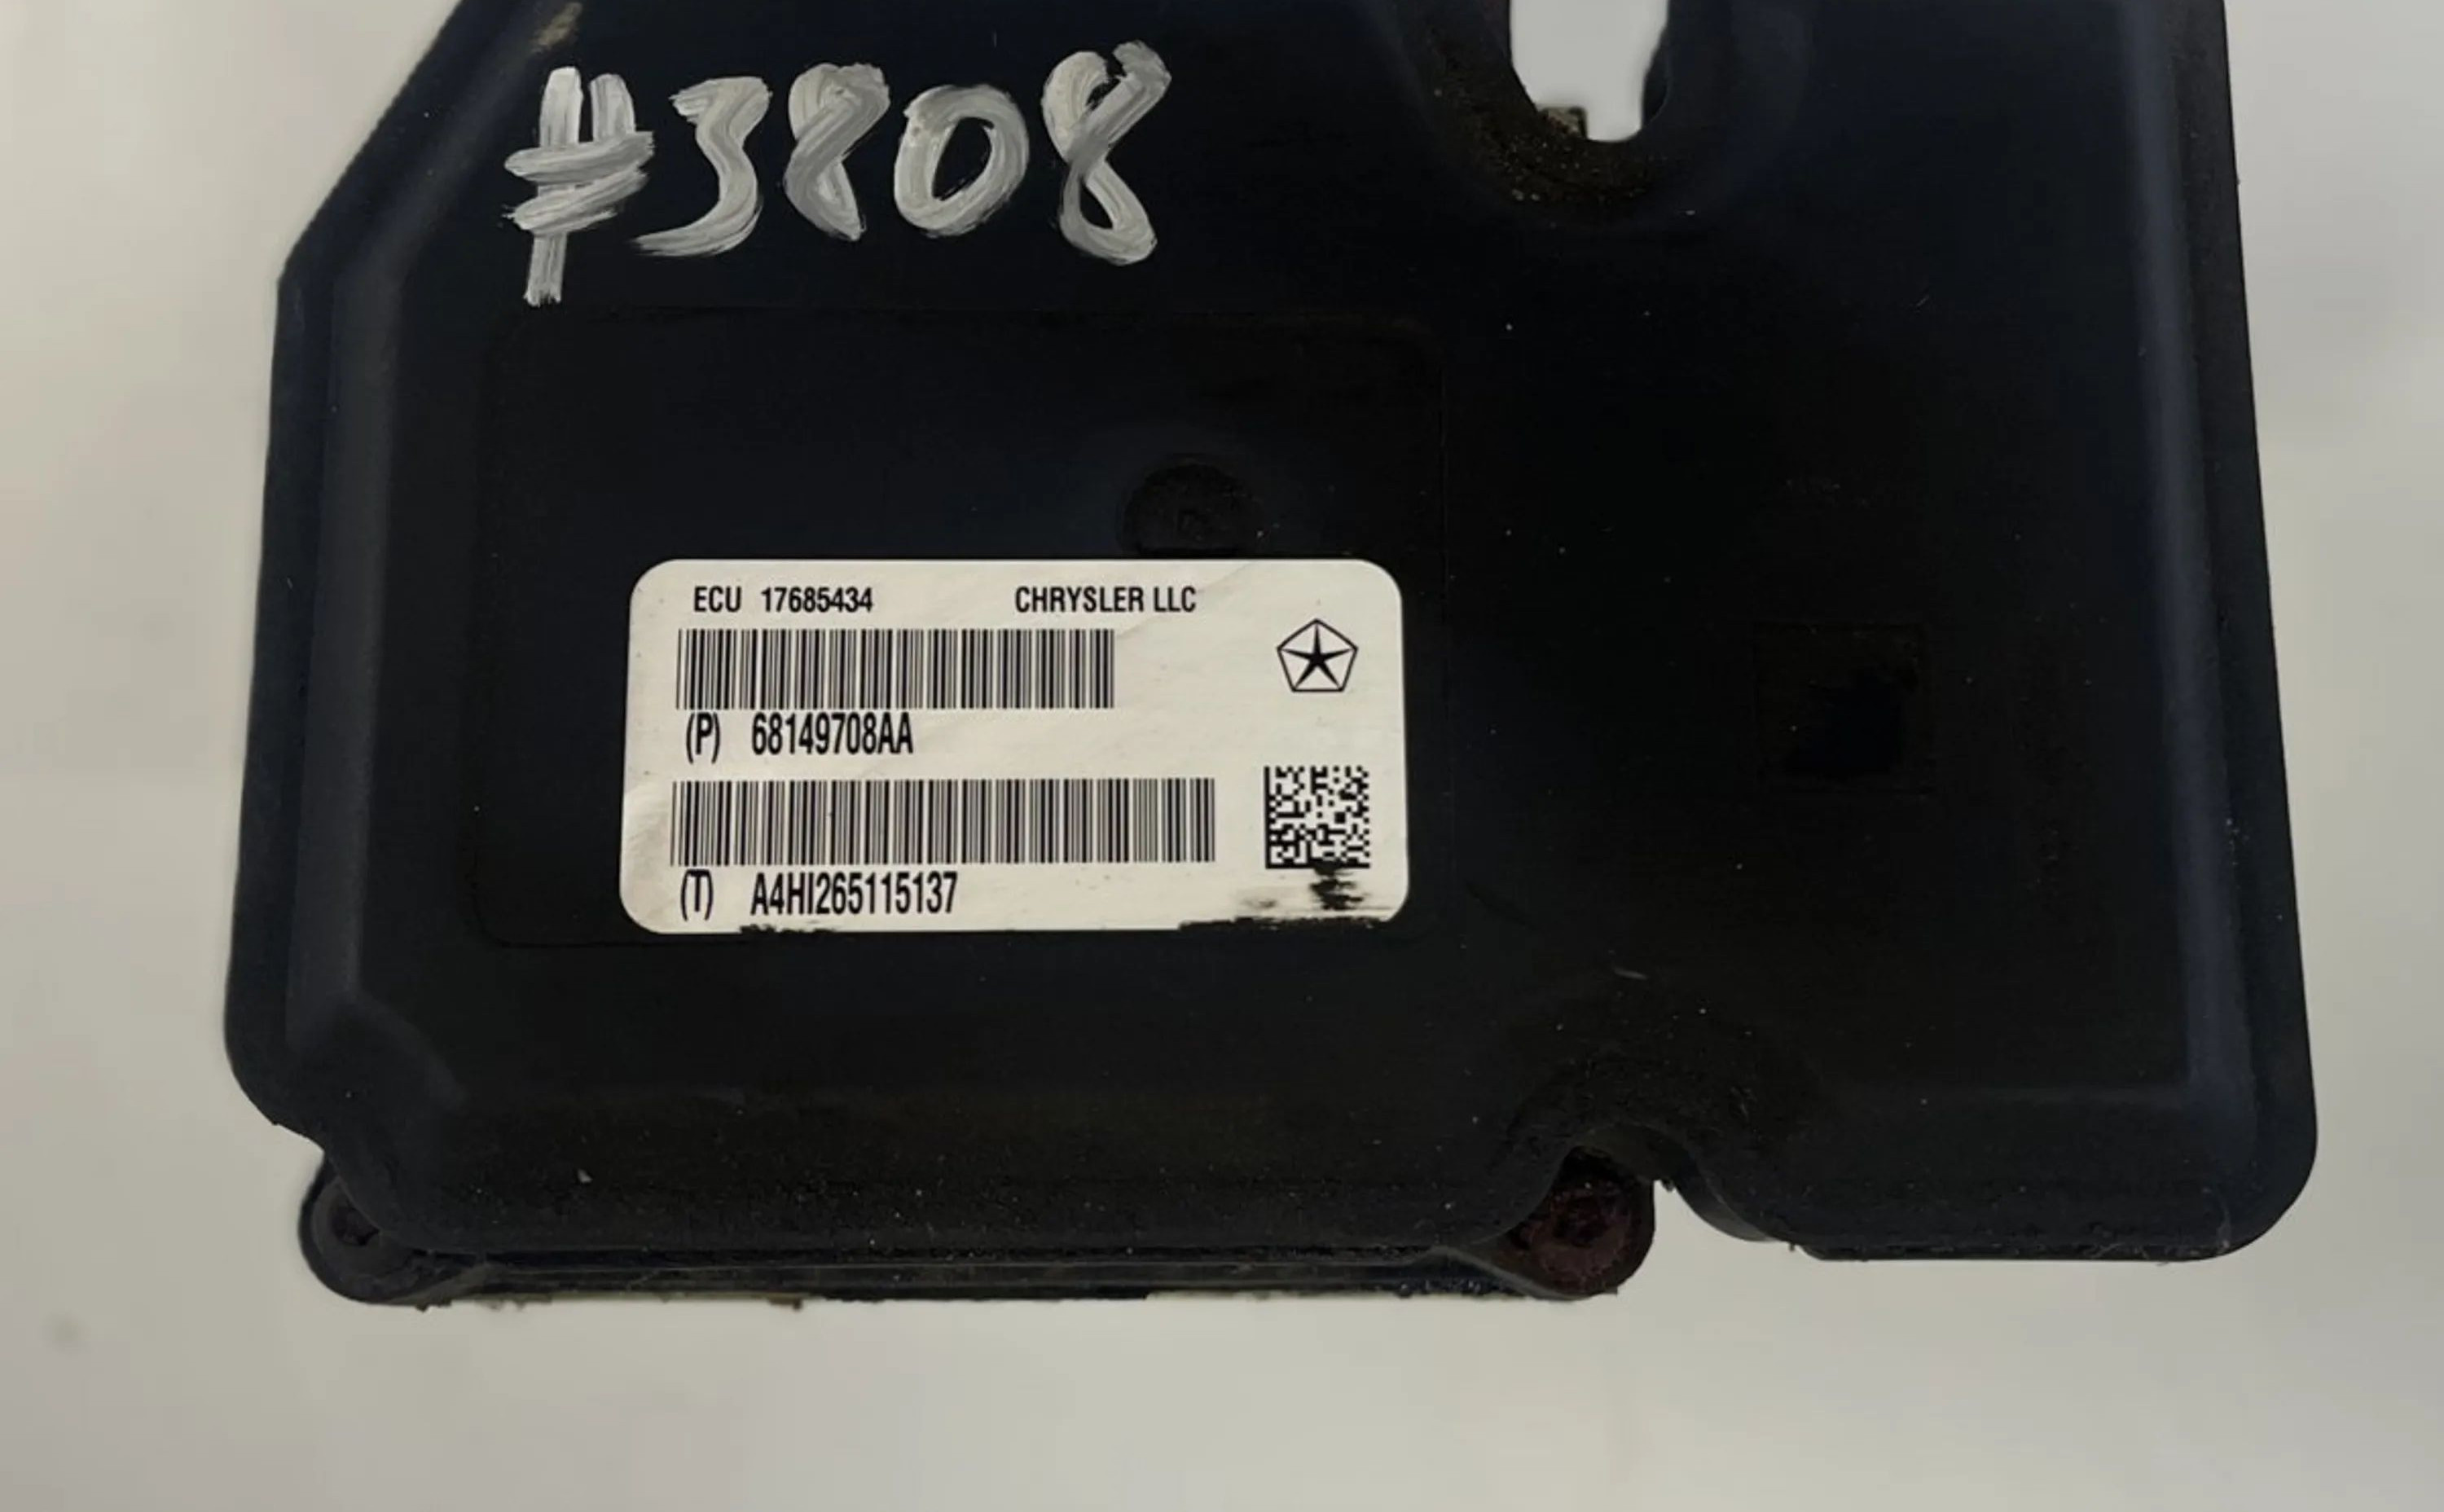 #3808
ECU 17685434 CHRYSLER LLC
(P) 68149708AA
(T) A4HI265115137